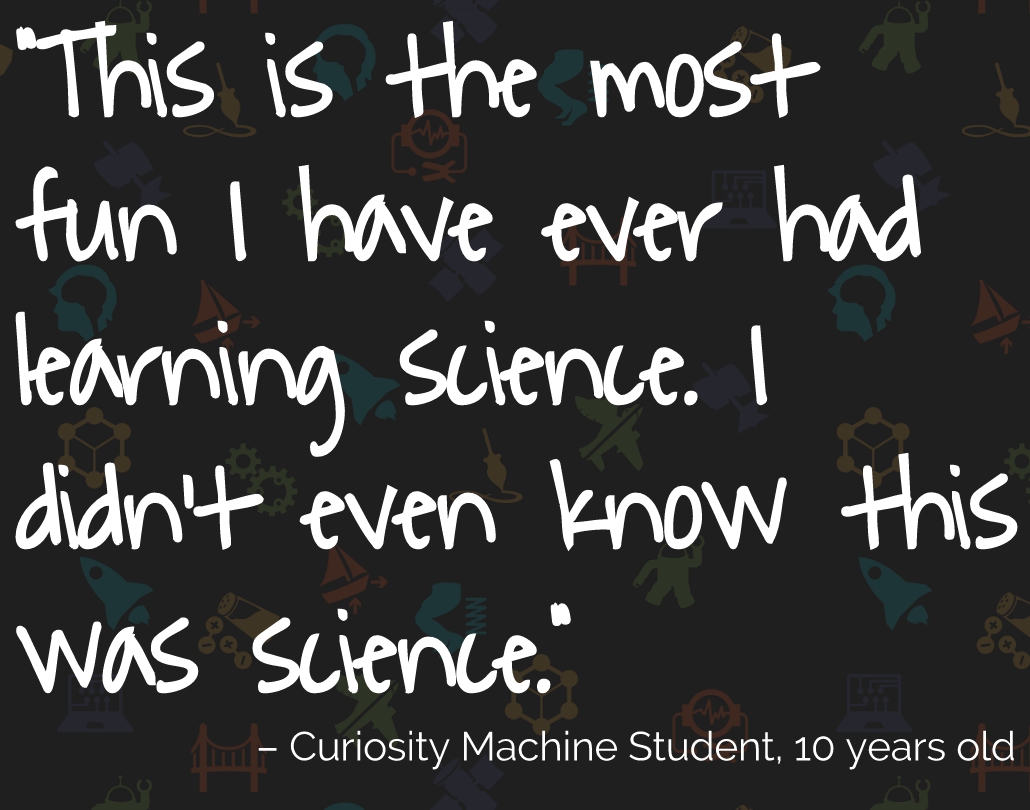 "This is the most
fun I have ever had
learning science. I
didn't even know this
was science."
– Curiosity Machine Student, 10 years old